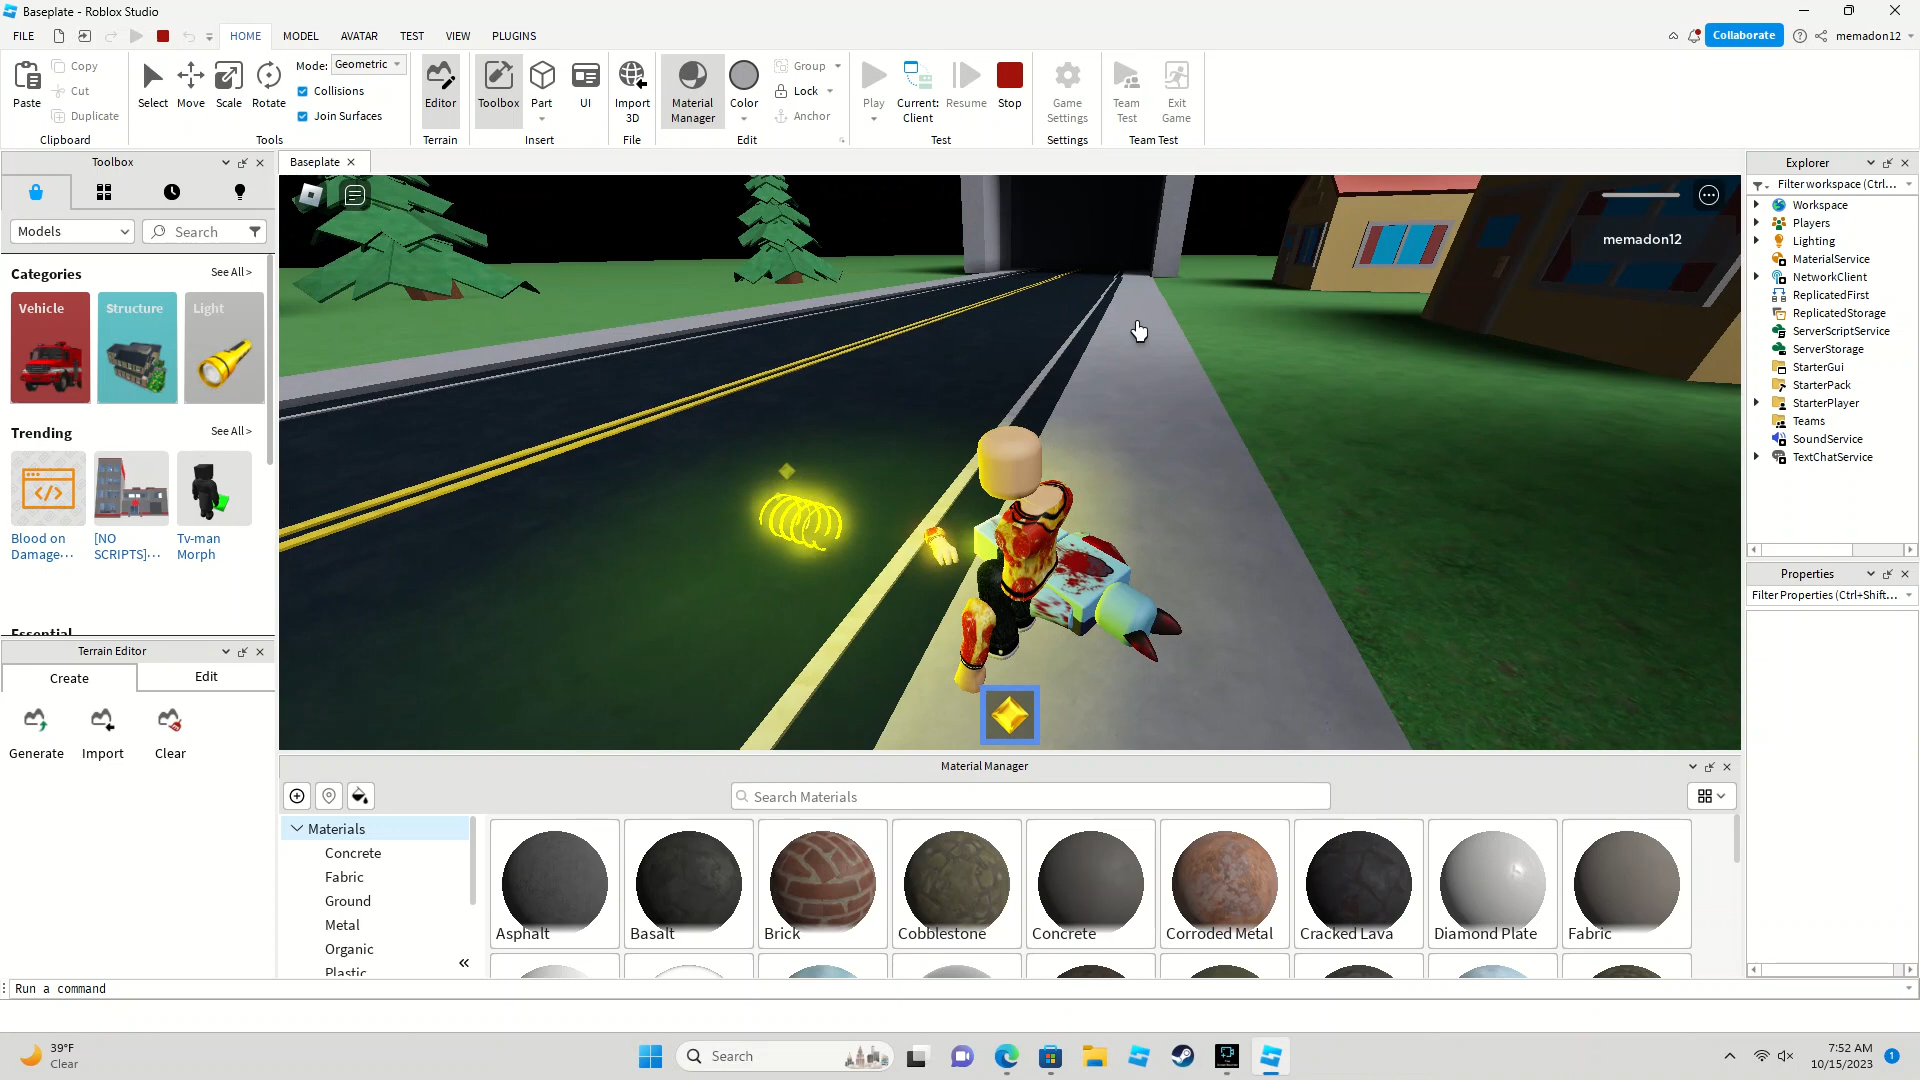 Baseplate - Roblox Studio
FILE
HOME
MODEL
AVATAR
TEST
VIEW
PLUGINS
Collaborate
memadon12
Paste
Copy
Cut
Duplicate
Clipboard
Select
Move
Scale
Rotate
Mode:
Geometric
Collisions
Join Surfaces
Tools
Editor
Terrain
Toolbox
Part
UI
Insert
Import
3D
File
Material
Manager
Color
Group
Lock
Anchor
Edit
Play
Current:
Client
Resume
Stop
Test
Game
Settings
Settings
Team
Test
Exit
Game
Team Test
Toolbox
Models
Search
Categories
See All >
Vehicle
Structure
Light
Trending
See All >
Blood on
Damage...
[NO
SCRIPTS]...
Tv-man
Morph
Essential
Terrain Editor
Create
Edit
Generate
Import
Clear
Baseplate
memadon12
Explorer
Filter workspace (Ctrl...
Workspace
Players
Lighting
MaterialService
NetworkClient
ReplicatedFirst
ReplicatedStorage
ServerScriptService
ServerStorage
StarterGui
StarterPack
StarterPlayer
Teams
SoundService
TextChatService
Properties
Filter Properties (Ctrl+Shift...
Material Manager
Search Materials
Materials
Concrete
Fabric
Ground
Metal
Organic
Plastic
Asphalt
Basalt
Brick
Cobblestone
Concrete
Corroded Metal
Cracked Lava
Diamond Plate
Fabric
Run a command
39°F
Clear
Search
7:52 AM
10/15/2023
1